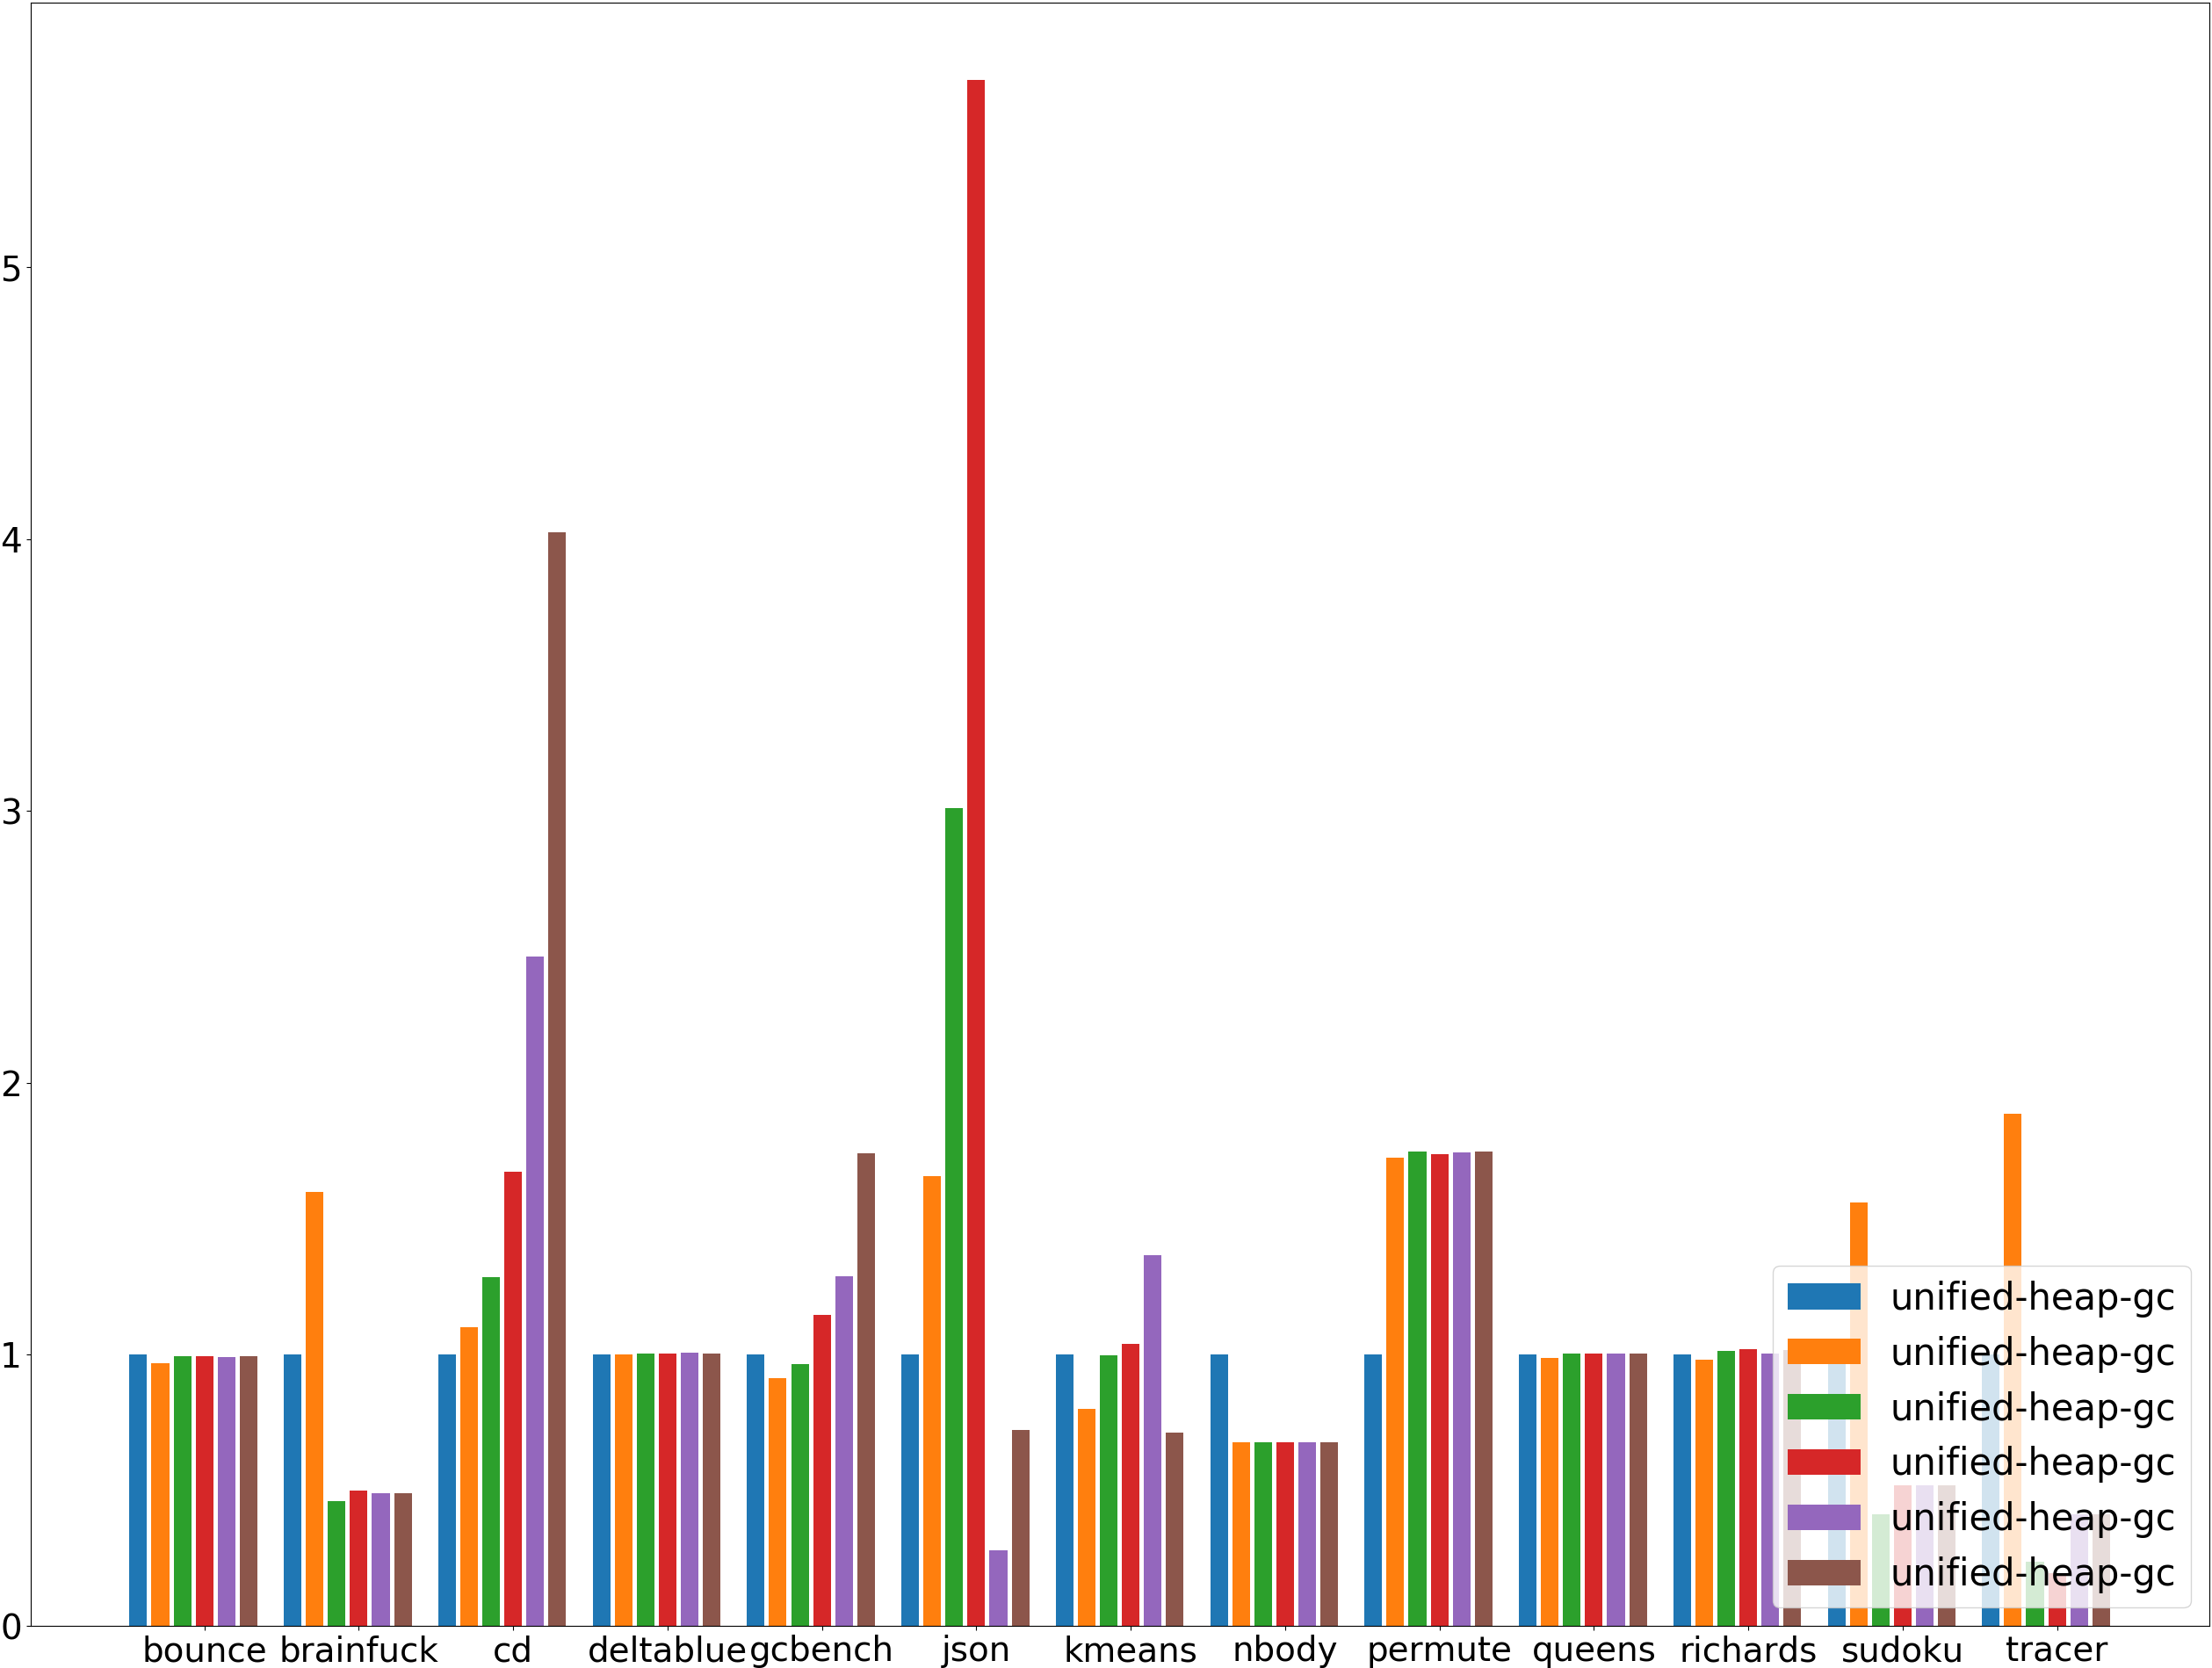 5
4
3
2
1
0
bounce brainfuck cd deltablue gcbench json kmeans nbody permute queens richards sudoku tracer
unified-heap-gc
unified-heap-gc
unified-heap-gc
unified-heap-gc
unified-heap-gc
unified-heap-gc